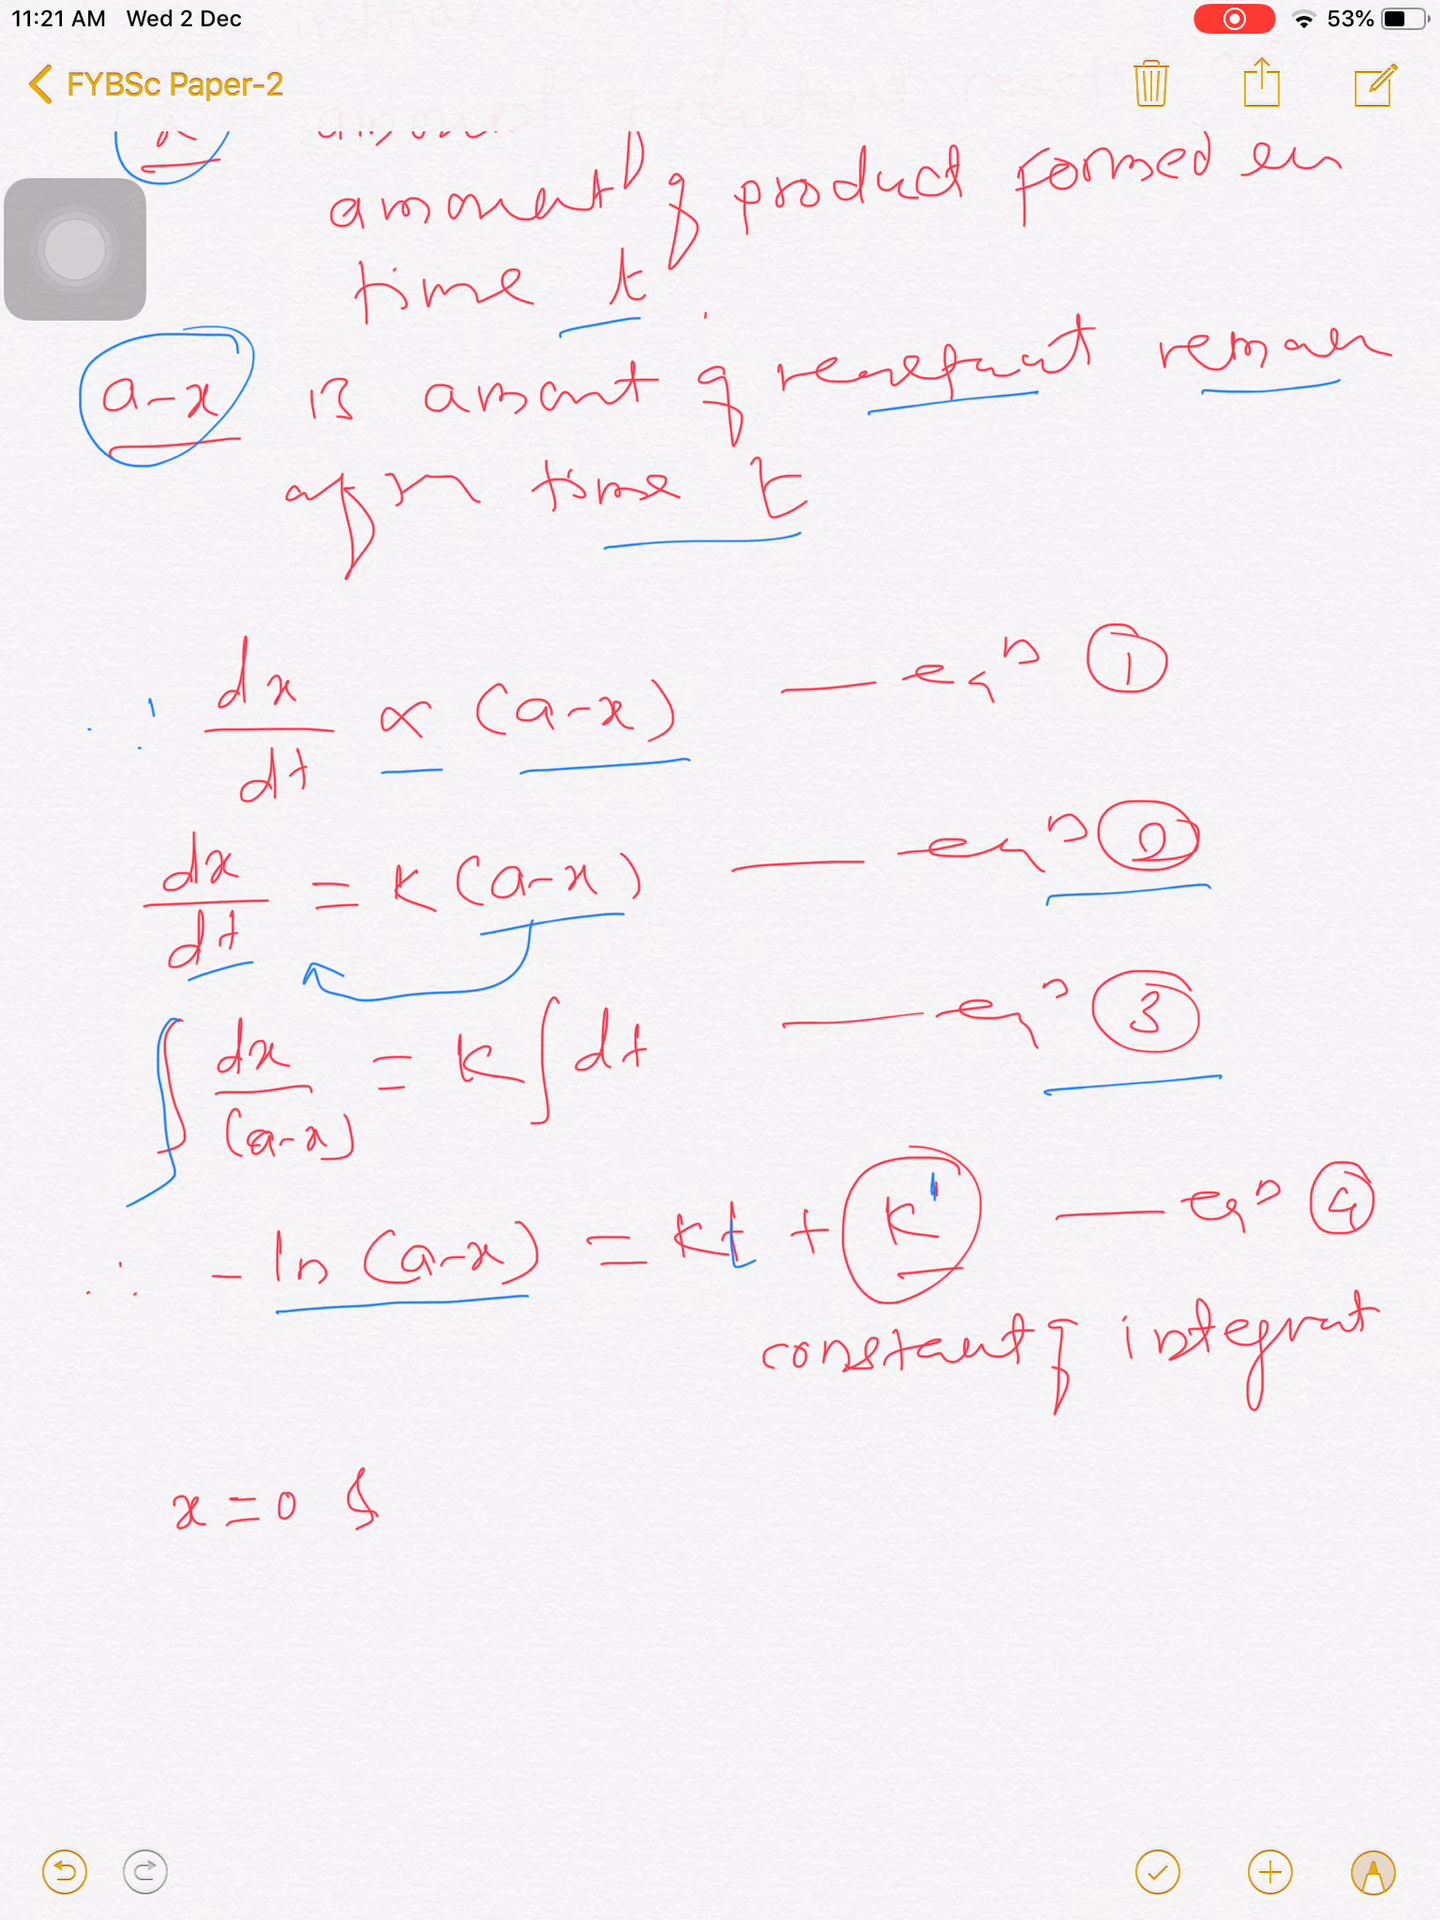 11:21 AM Wed 2 Dec 53%
FYBSc Paper-2
x
amount of product formed in
time t.
a-x is amount of reactant remain
after time t
∴ dx/dt ∝ (a-x) — eqn ①
dx/dt = K (a-x) — eqn ②
∫ dx/(a-x) = K ∫ dt — eqn ③
∴ - ln (a-x) = Kt + K' — eqn ④
constant of integrat
x = 0 &